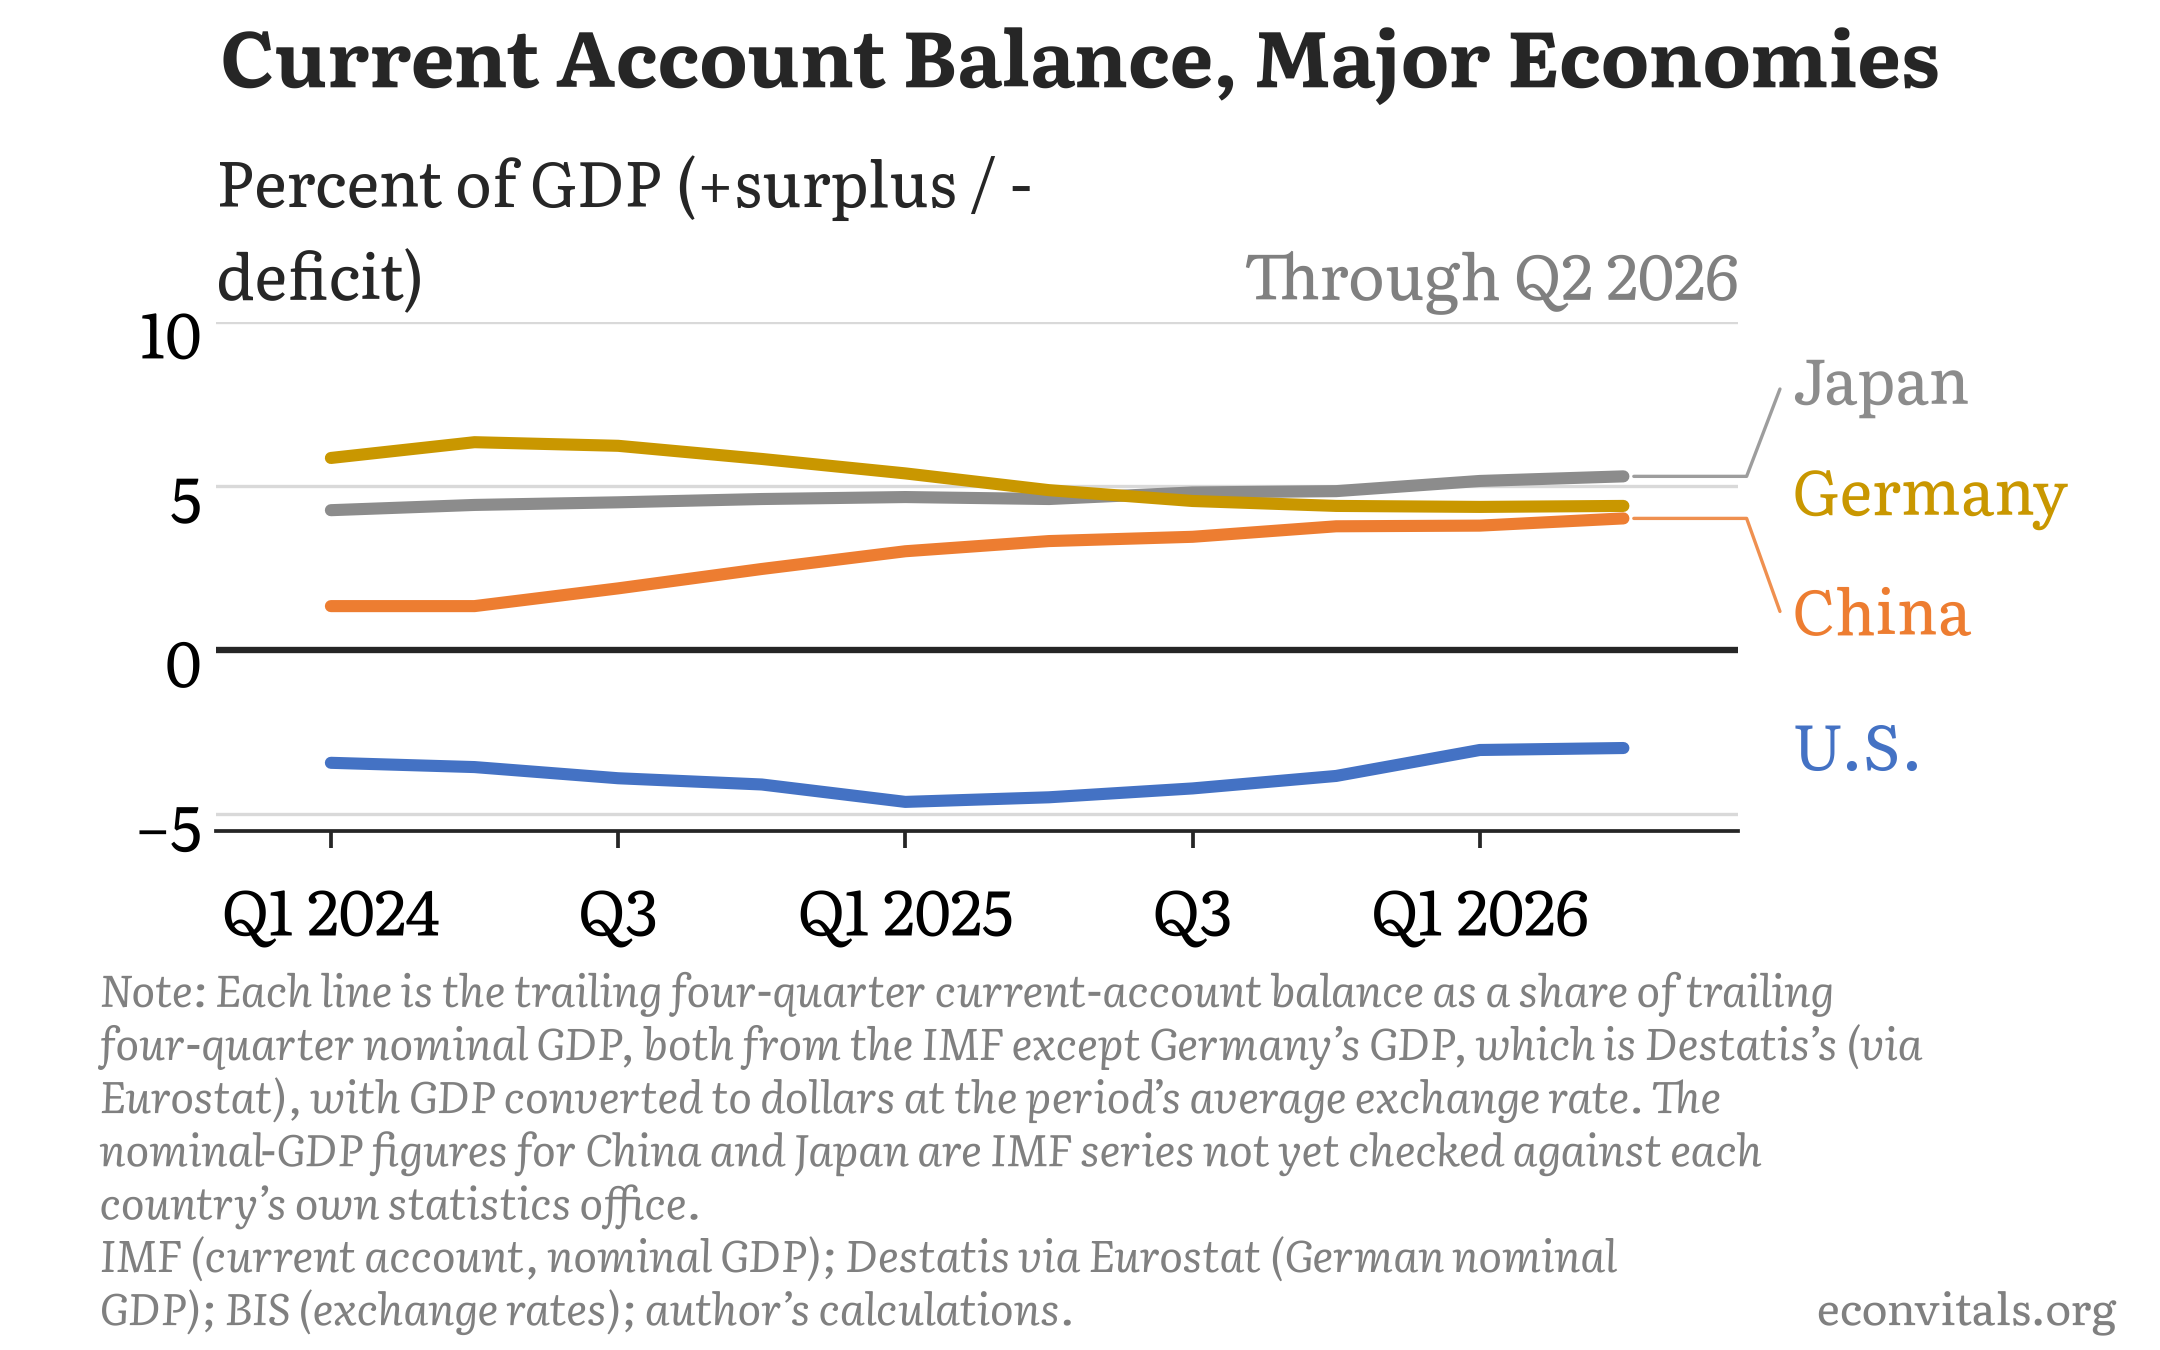 Current Account Balance, Major Economies
Percent of GDP (+surplus / -
deficit)
Through Q2 2026
10
Japan
5
Germany
China
0
U.S.
−5
Q1 2024
Q3
Q1 2025
Q3
Q1 2026
Note: Each line is the trailing four-quarter current-account balance as a share of trailing
four-quarter nominal GDP, both from the IMF except Germany’s GDP, which is Destatis’s (via
Eurostat), with GDP converted to dollars at the period’s average exchange rate. The
nominal-GDP figures for China and Japan are IMF series not yet checked against each
country’s own statistics office.
IMF (current account, nominal GDP); Destatis via Eurostat (German nominal
GDP); BIS (exchange rates); author’s calculations.
econvitals.org